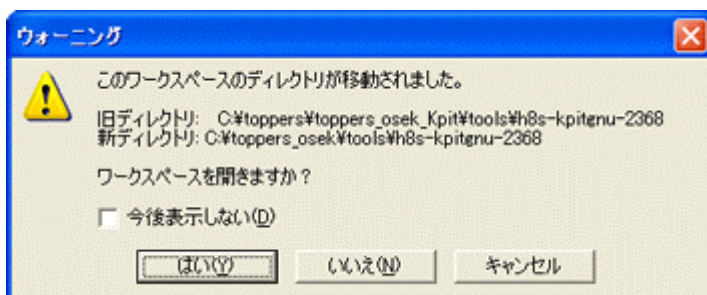 ウォーニング
このワークスペースのディレクトリが移動されました。
旧ディレクトリ: C:¥toppers¥toppers_osek_Kpit¥tools¥h8s-kpitgnu-2368
新ディレクトリ: C:¥toppers_osek¥tools¥h8s-kpitgnu-2368
ワークスペースを開きますか？
今後表示しない(D)
はい(Y) いいえ(N) キャンセル